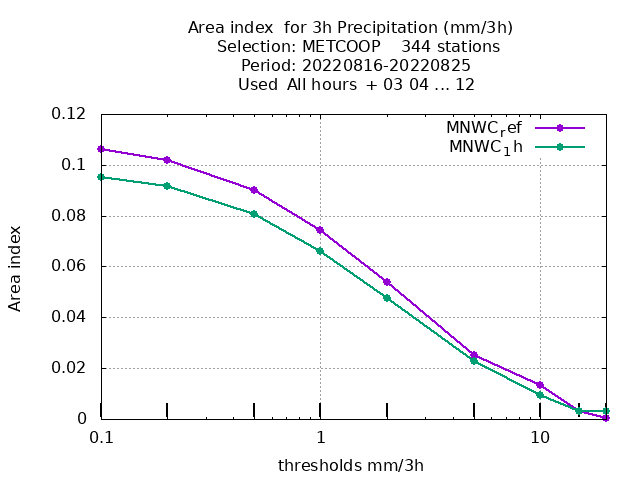 Area index  for 3h Precipitation (mm/3h)
Selection: METCOOP    344 stations
Period: 20220816-20220825
Used  All hours  + 03 04 ... 12
MNWC_ref
MNWC_1h
0.12
0.1
0.08
0.06
0.04
0.02
0
Area index
0.1
1
10
thresholds mm/3h